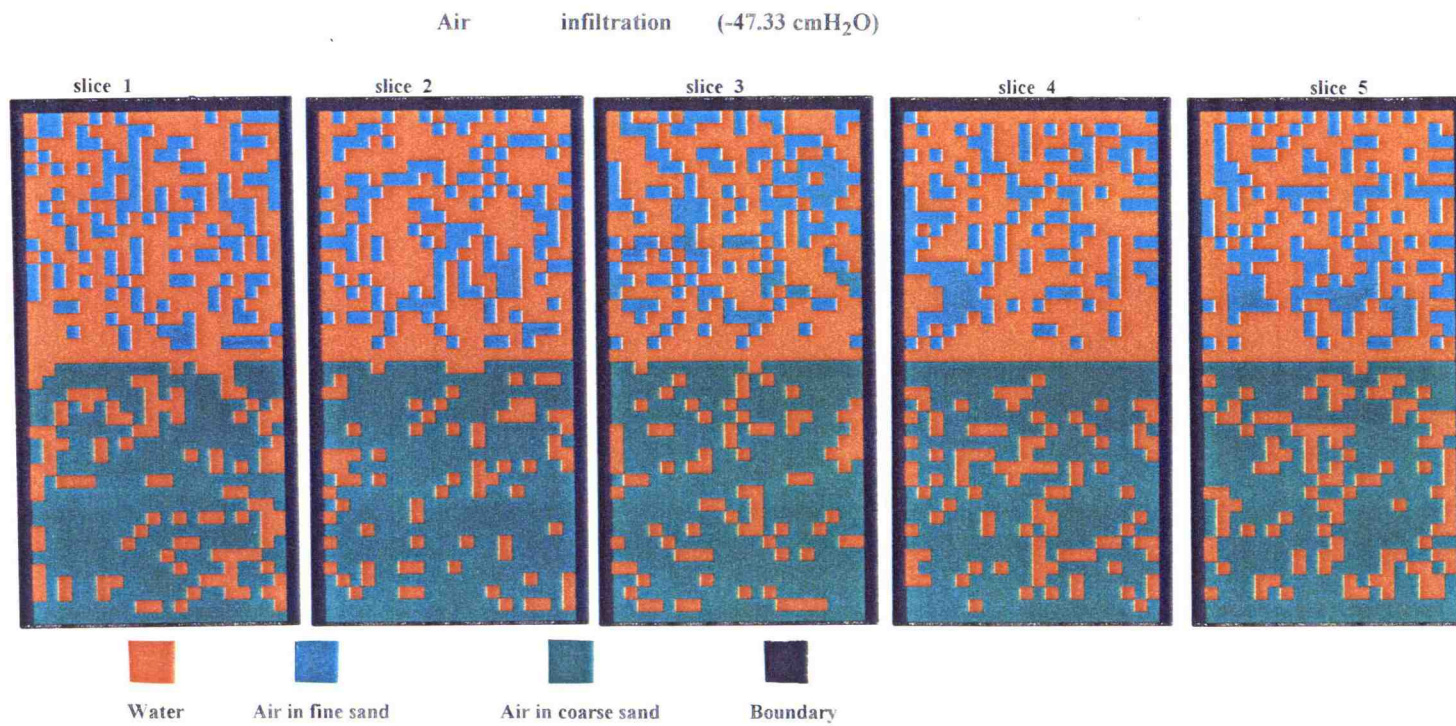 Air infiltration (-47.33 cmH₂O)
slice 1 slice 2 slice 3 slice 4 slice 5
Water Air in fine sand Air in coarse sand Boundary